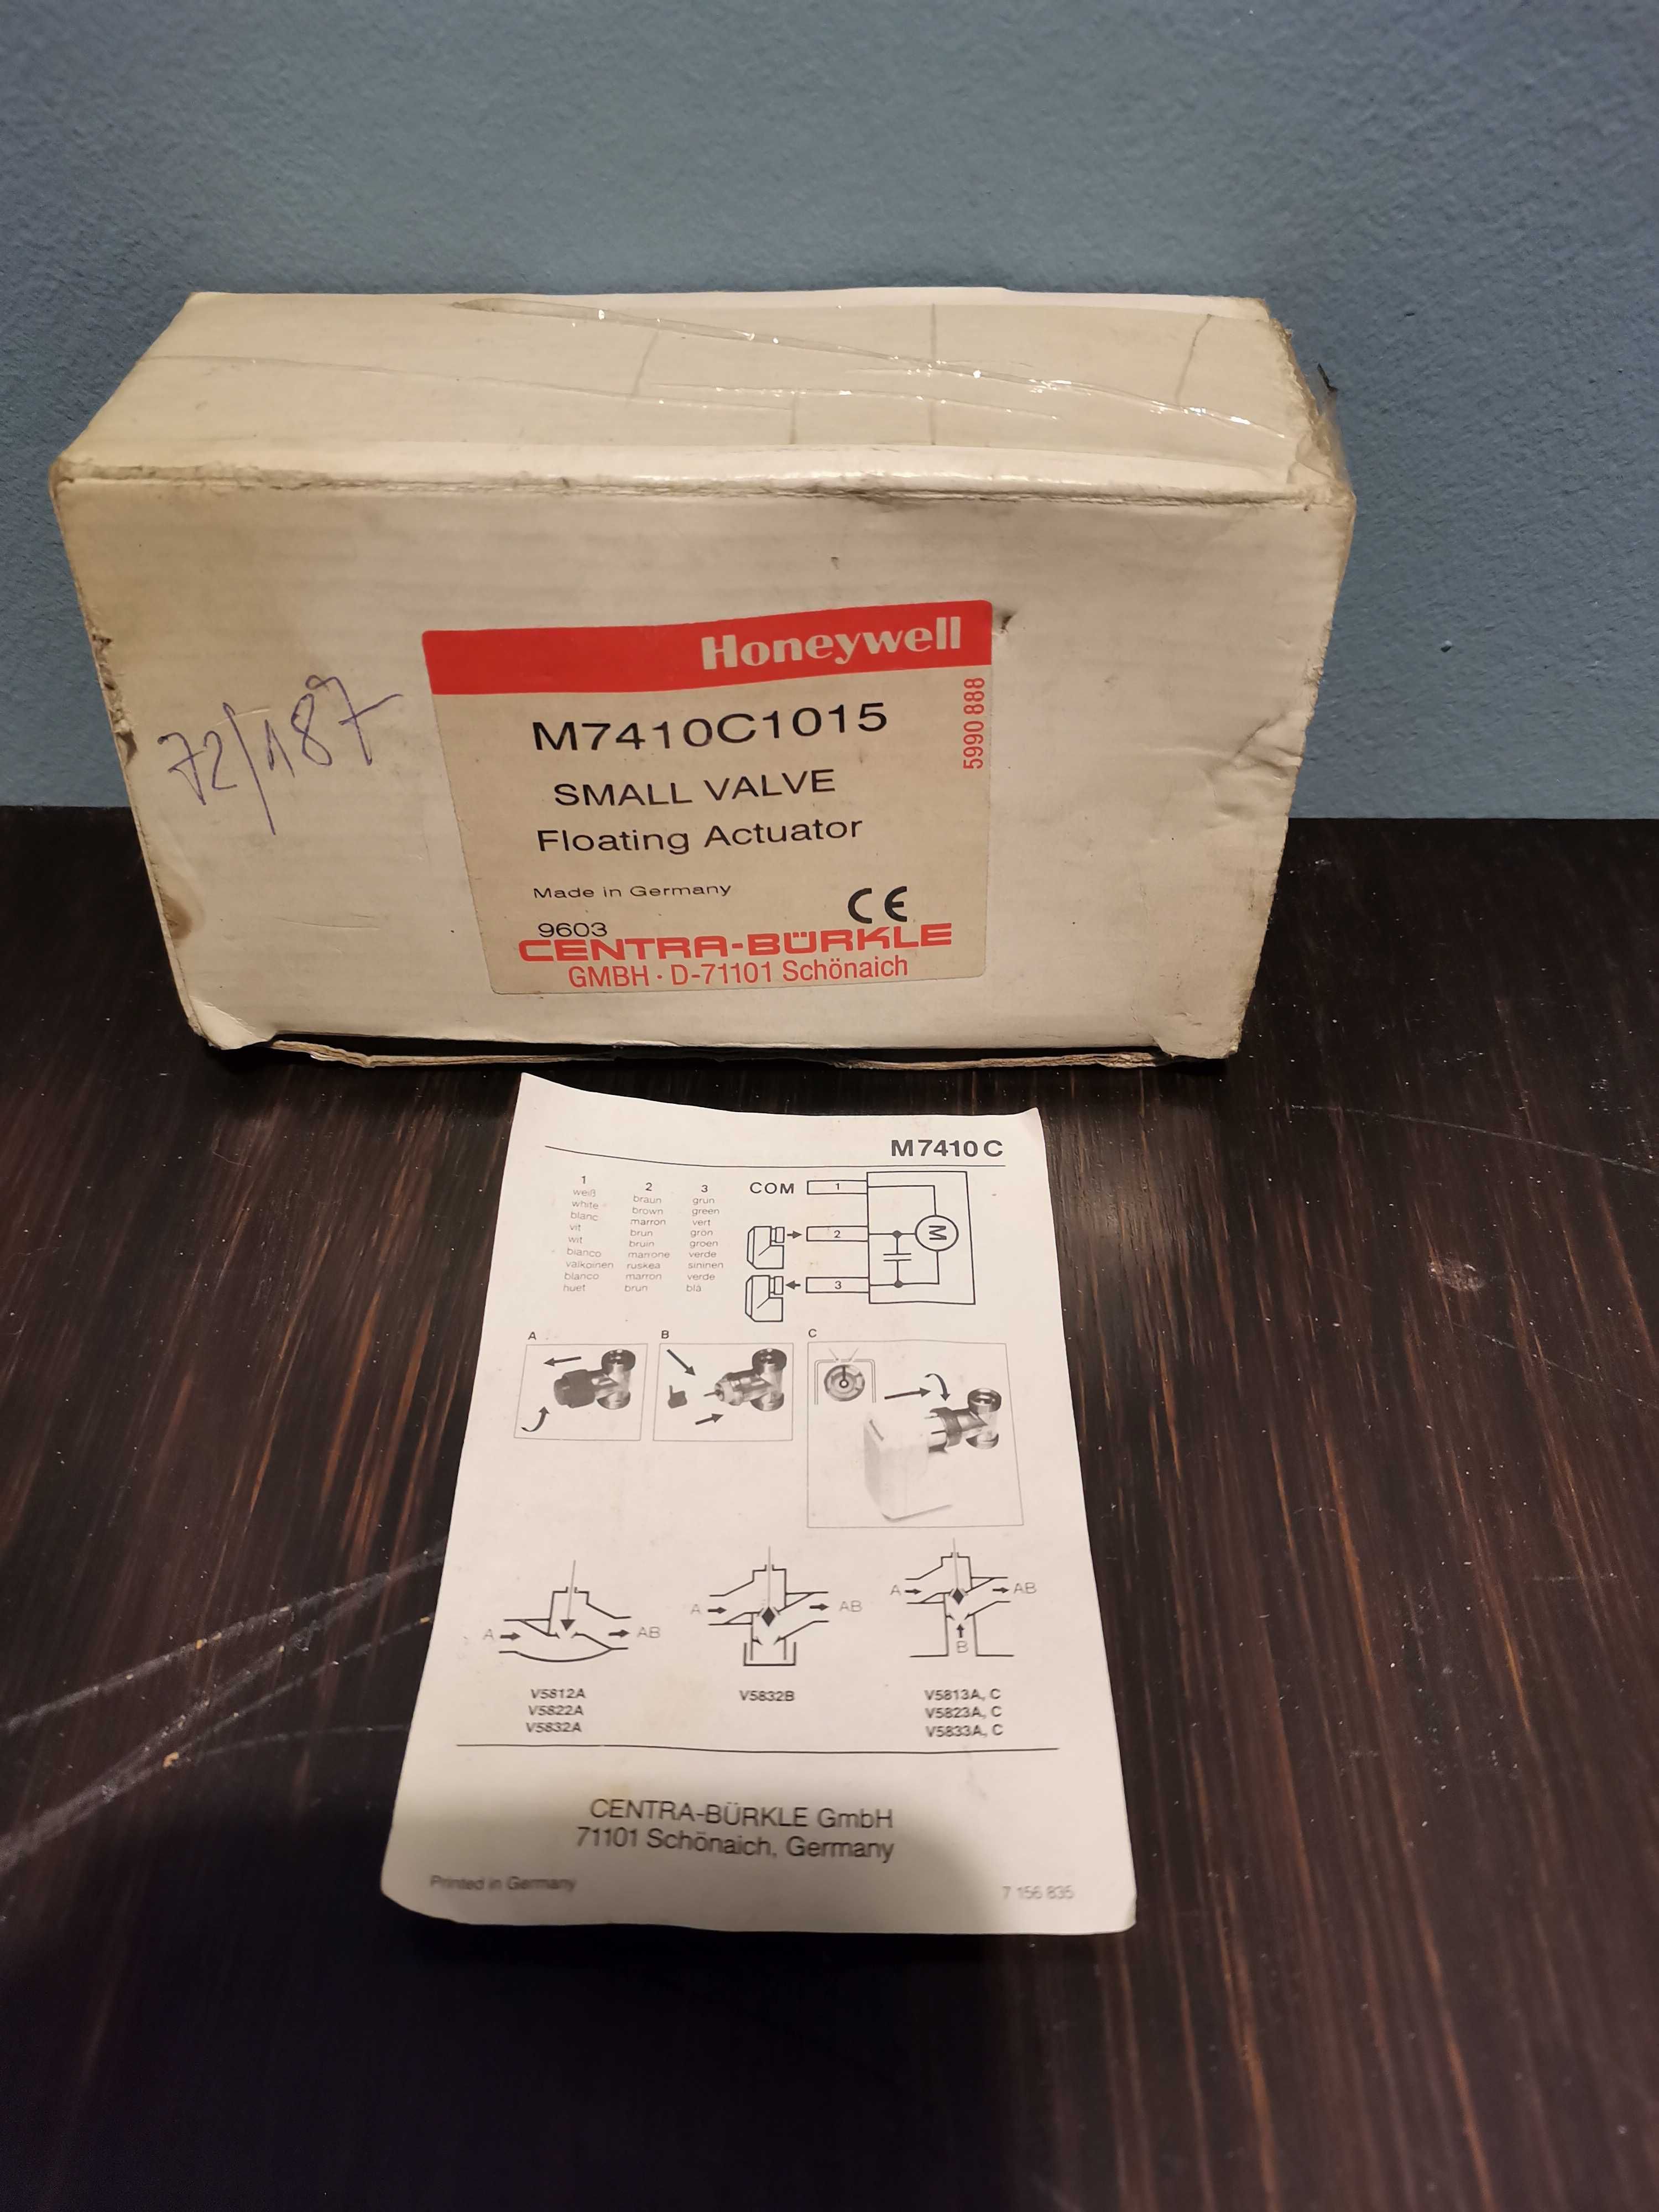 Honeywell
M7410C1015
5990 888
SMALL VALVE
Floating Actuator
Made in Germany
CE
9603
CENTRA-BÜRKLE
GMBH · D-71101 Schönaich
72/187
M7410C
1 2 3
weiß braun grün
white brown green
blanc marron vert
vit brun grön
wit bruin groen
bianco marrone verde
valkoinen ruskea sininen
blanco marron verde
huet brun blå
COM 1
2
3
M
A B C
A AB
A AB
A AB
B
V5812A
V5822A
V5832A
V5832B
V5813A, C
V5823A, C
V5833A, C
CENTRA-BÜRKLE GmbH
71101 Schönaich, Germany
Printed in Germany
7 156 835